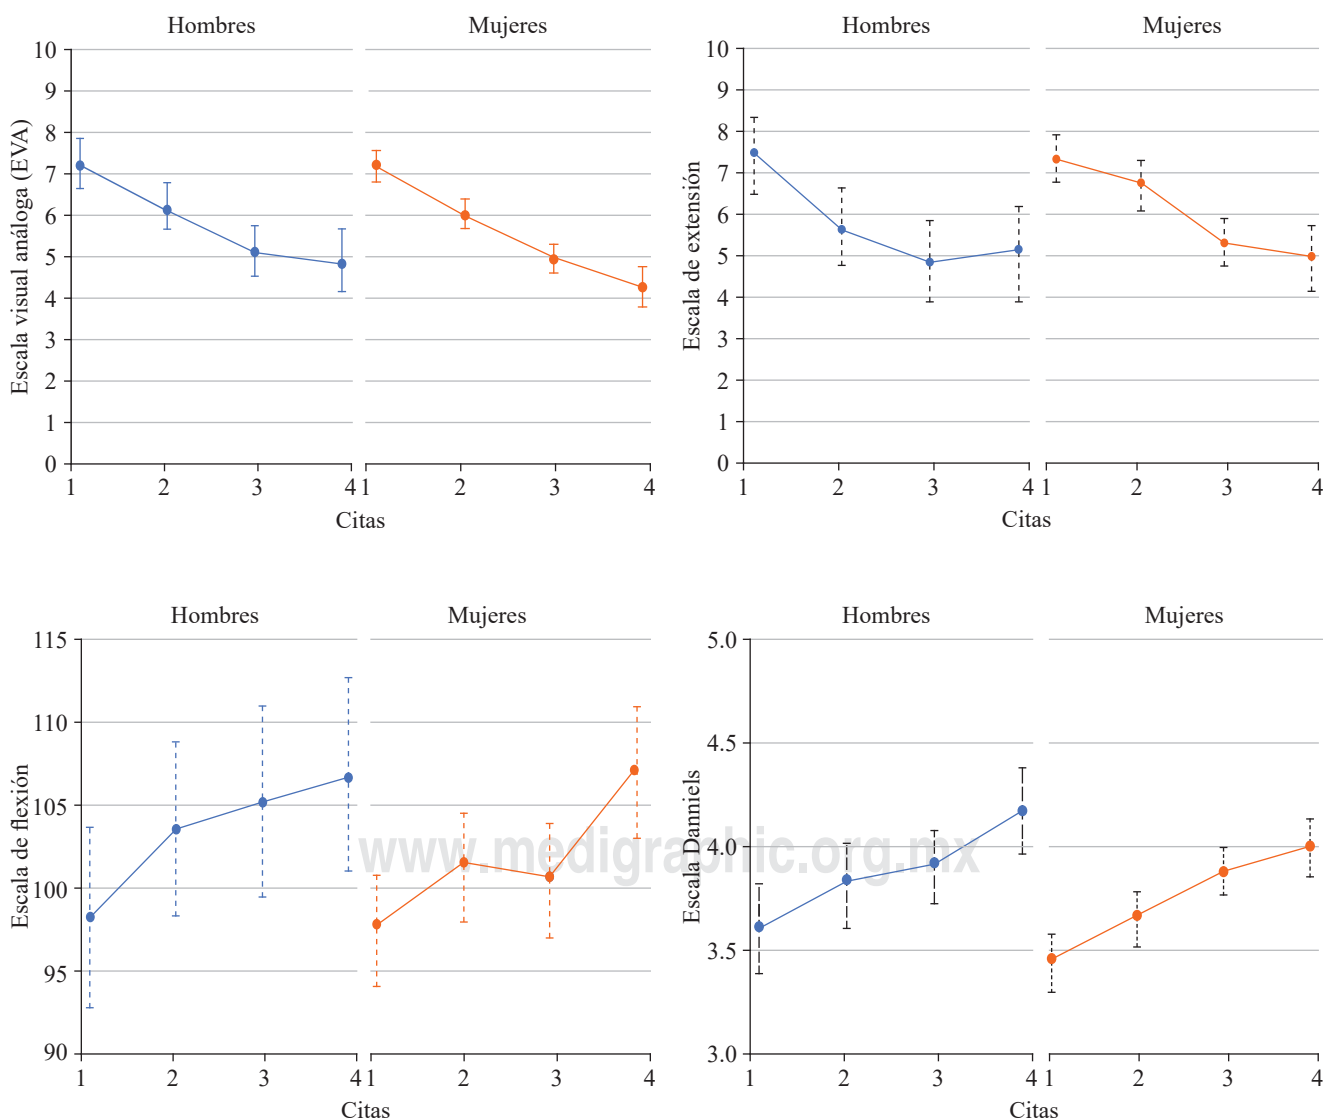 Hombres Mujeres
Escala visual análoga (EVA)
10
9
8
7
6
5
4
3
2
1
0
1 2 3 4 1 2 3 4
Citas
Hombres Mujeres
Escala de extensión
10
9
8
7
6
5
4
3
2
1
0
1 2 3 4 1 2 3 4
Citas
Hombres Mujeres
Escala de flexión
115
110
105
100
95
90
1 2 3 4 1 2 3 4
Citas
Hombres Mujeres
Escala Danniels
5.0
4.5
4.0
3.5
3.0
1 2 3 4 1 2 3 4
Citas
www.medigraphic.org.mx